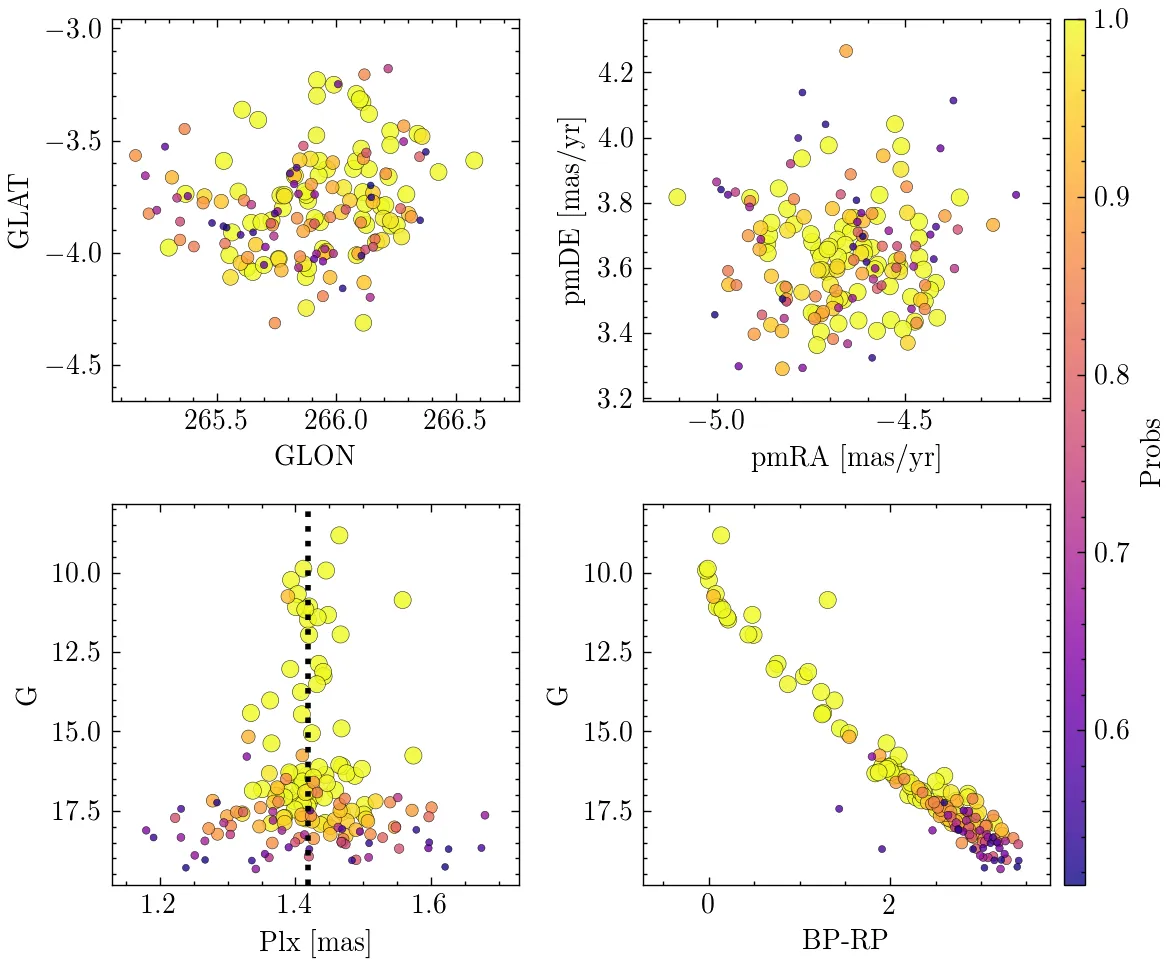 −3.0
−3.5
−4.0
−4.5
GLAT
265.5 266.0 266.5
GLON
4.2
4.0
3.8
3.6
3.4
3.2
pmDE [mas/yr]
−5.0 −4.5
pmRA [mas/yr]
1.0
0.9
0.8
0.7
0.6
Probs
10.0
12.5
15.0
17.5
G
1.2 1.4 1.6
Plx [mas]
10.0
12.5
15.0
17.5
G
0 2
BP-RP